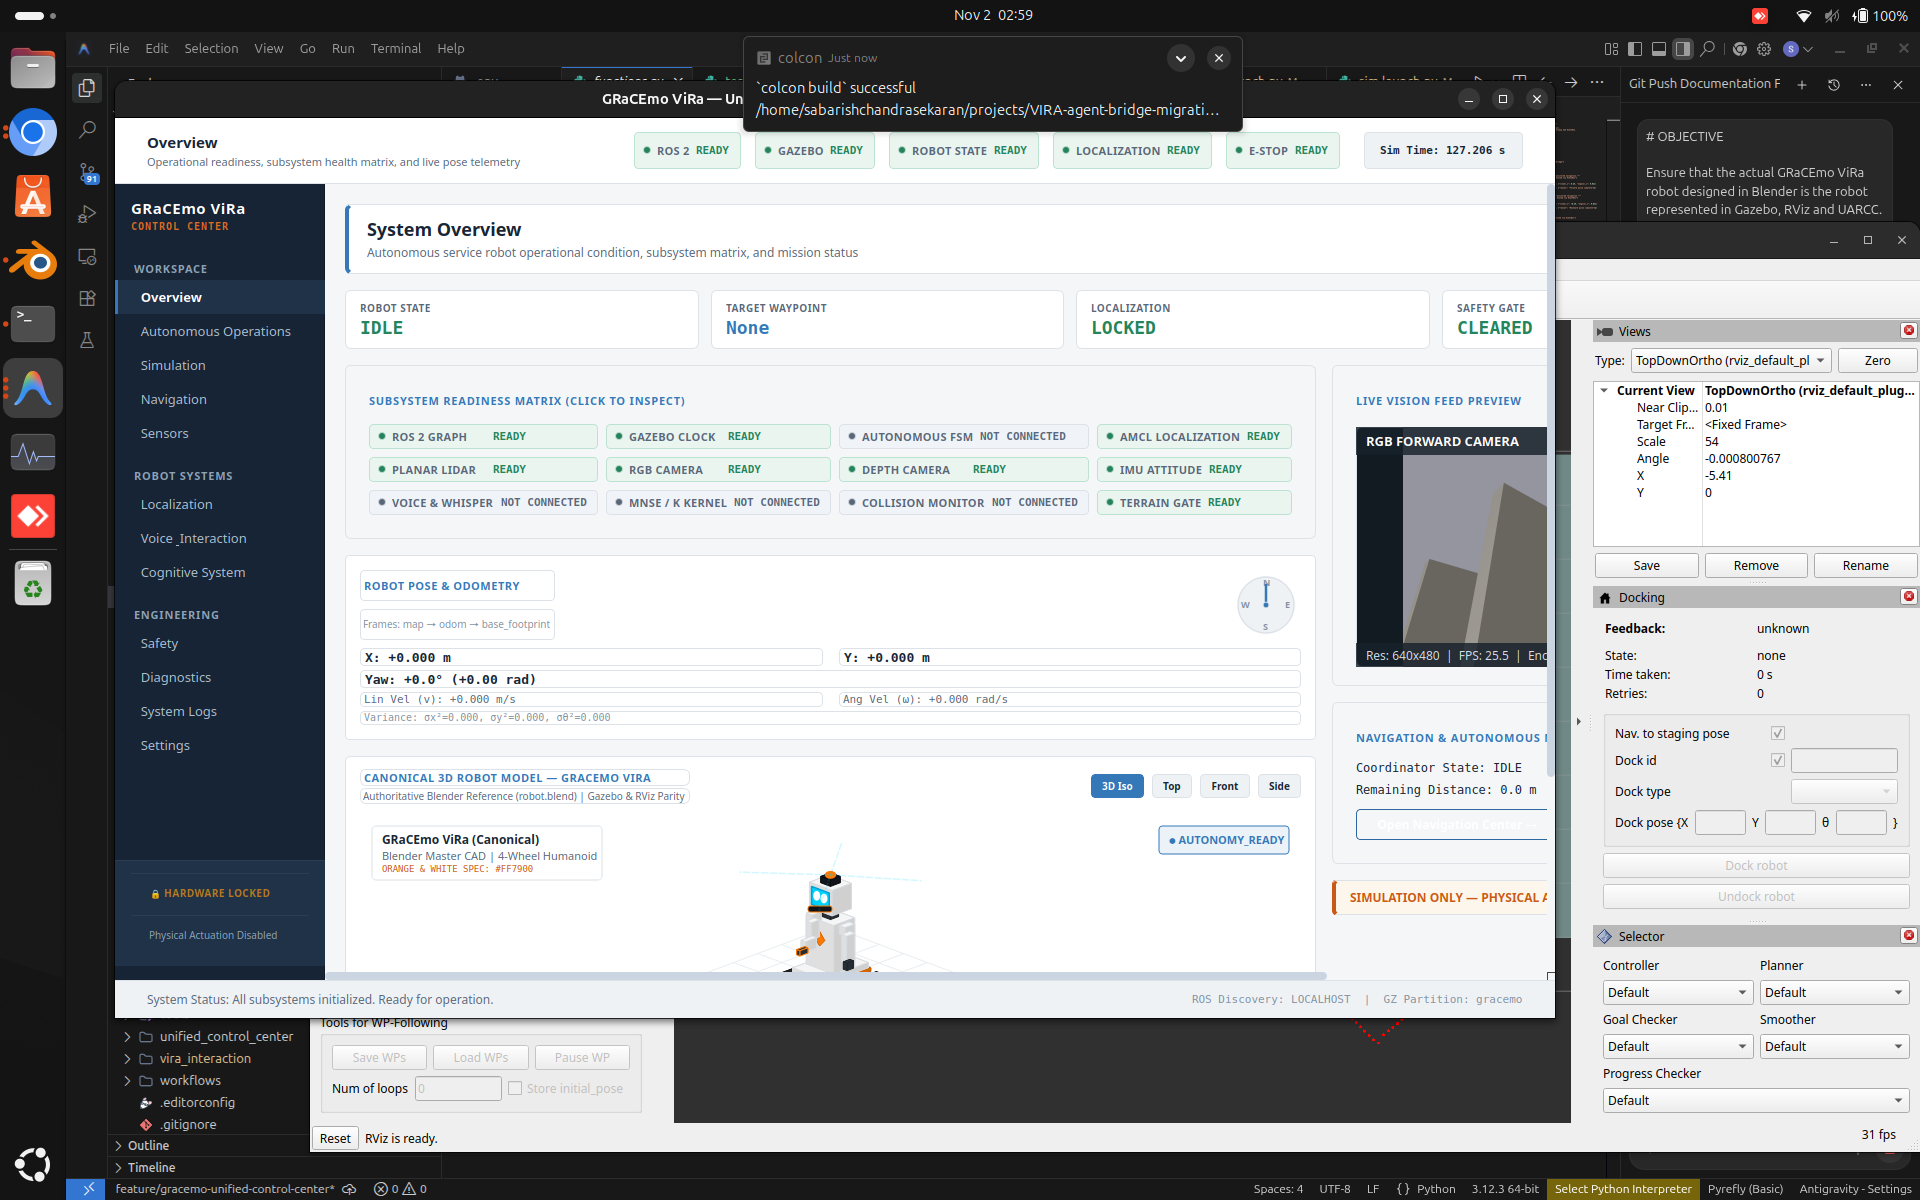 Nov 2 02:59
100%
File Edit Selection View Go Run Terminal Help
S
colcon Just now
`colcon build` successful
/home/sabarishchandrasekaran/projects/VIRA-agent-bridge-migrati...
Git Push Documentation F
# OBJECTIVE
Ensure that the actual GRaCEmo ViRa
robot designed in Blender is the robot
represented in Gazebo, RViz and UARCC.
91
GRaCEmo ViRa — Un
Overview
Operational readiness, subsystem health matrix, and live pose telemetry
ROS 2 READY
GAZEBO READY
ROBOT STATE READY
LOCALIZATION READY
E-STOP READY
Sim Time: 127.206 s
GRaCEmo ViRa
CONTROL CENTER
WORKSPACE
Overview
Autonomous Operations
Simulation
Navigation
Sensors
ROBOT SYSTEMS
Localization
Voice _Interaction
Cognitive System
ENGINEERING
Safety
Diagnostics
System Logs
Settings
HARDWARE LOCKED
Physical Actuation Disabled
System Overview
Autonomous service robot operational condition, subsystem matrix, and mission status
ROBOT STATE
IDLE
TARGET WAYPOINT
None
LOCALIZATION
LOCKED
SAFETY GATE
CLEARED
SUBSYSTEM READINESS MATRIX (CLICK TO INSPECT)
ROS 2 GRAPH READY
GAZEBO CLOCK READY
AUTONOMOUS FSM NOT CONNECTED
AMCL LOCALIZATION READY
PLANAR LIDAR READY
RGB CAMERA READY
DEPTH CAMERA READY
IMU ATTITUDE READY
VOICE & WHISPER NOT CONNECTED
MNSE / K KERNEL NOT CONNECTED
COLLISION MONITOR NOT CONNECTED
TERRAIN GATE READY
LIVE VISION FEED PREVIEW
RGB FORWARD CAMERA
Res: 640x480 | FPS: 25.5 | Enc
ROBOT POSE & ODOMETRY
Frames: map → odom → base_footprint
N
W E
S
X: +0.000 m
Y: +0.000 m
Yaw: +0.0° (+0.00 rad)
Lin Vel (v): +0.000 m/s
Ang Vel (ω): +0.000 rad/s
Variance: σx²=0.000, σy²=0.000, σθ²=0.000
NAVIGATION & AUTONOMOUS
Coordinator State: IDLE
Remaining Distance: 0.0 m
Open Navigation Center →
SIMULATION ONLY — PHYSICAL A
CANONICAL 3D ROBOT MODEL — GRACEMO VIRA
Authoritative Blender Reference (robot.blend) | Gazebo & RViz Parity
3D Iso Top Front Side
GRaCEmo ViRa (Canonical)
Blender Master CAD | 4-Wheel Humanoid
ORANGE & WHITE SPEC: #FF7900
AUTONOMY_READY
System Status: All subsystems initialized. Ready for operation.
ROS Discovery: LOCALHOST | GZ Partition: gracemo
Views
Type: TopDownOrtho (rviz_default_pl Zero
Current View TopDownOrtho (rviz_default_plug...
Near Clip... 0.01
Target Fr... <Fixed Frame>
Scale 54
Angle -0.000800767
X -5.41
Y 0
Save Remove Rename
Docking
Feedback: unknown
State: none
Time taken: 0 s
Retries: 0
Nav. to staging pose
Dock id
Dock type
Dock pose {X Y θ }
Dock robot
Undock robot
Selector
Controller Planner
Default Default
Goal Checker Smoother
Default Default
Progress Checker
Default
31 fps
Tools for WP-Following
Save WPs Load WPs Pause WP
Num of loops 0 Store initial_pose
Reset RViz is ready.
unified_control_center
vira_interaction
workflows
.editorconfig
.gitignore
Outline
Timeline
feature/gracemo-unified-control-center* 0 0
Spaces: 4 UTF-8 LF {} Python 3.12.3 64-bit Select Python Interpreter Pyrefly (Basic) Antigravity - Settings